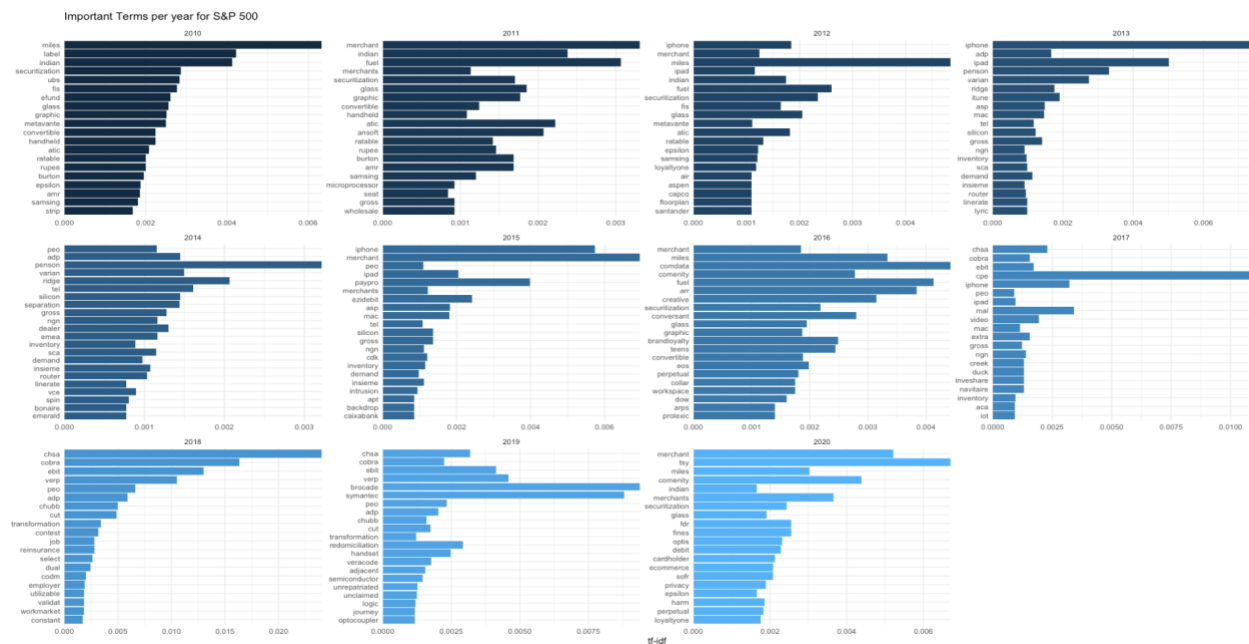 Important Terms per year for S&P 500
2010
miles
label
indian
securitization
ubs
fis
efund
glass
graphic
metavante
convertible
handheld
atic
ratable
rupee
burton
epsilon
amr
samsing
strip
0.000 0.002 0.004 0.006
2011
merchant
indian
fuel
merchants
securitization
glass
graphic
convertible
handheld
atic
ansoft
ratable
rupee
burton
amr
samsing
microprocessor
seat
gross
wholesale
0.000 0.001 0.002 0.003
2012
iphone
merchant
miles
ipad
indian
fuel
securitization
fis
glass
metavante
atic
ratable
epsilon
samsing
loyaltyone
air
aspen
capco
floorplan
santander
0.000 0.001 0.002 0.003 0.004
2013
iphone
adp
ipad
penson
varian
ridge
itune
asp
mac
tel
silicon
gross
ngn
inventory
sca
demand
insieme
router
linerate
lyric
0.000 0.002 0.004 0.006
2014
peo
adp
penson
varian
ridge
tel
silicon
separation
gross
ngn
dealer
emea
inventory
sca
demand
insieme
router
linerate
vce
spin
bonaire
emerald
0.000 0.001 0.002 0.003
2015
iphone
merchant
peo
ipad
paypro
merchants
ezidebit
asp
mac
tel
silicon
gross
ngn
cdk
inventory
demand
insieme
intrusion
apt
backdrop
caixabank
0.000 0.002 0.004 0.006
2016
merchant
miles
comdata
comenity
fuel
arr
creative
securitization
conversant
glass
graphic
brandloyalty
teens
convertible
eos
perpetual
collar
workspace
dow
arps
prolexic
0.000 0.001 0.002 0.003 0.004
2017
chsa
cobra
ebit
cpe
iphone
peo
ipad
mal
video
mac
extra
gross
ngn
creek
duck
inveshare
navitaire
inventory
aca
iot
0.0000 0.0025 0.0050 0.0075 0.0100
2018
chsa
cobra
ebit
verp
peo
adp
chubb
cut
transformation
contest
job
reinsurance
select
dual
codm
employer
utilizable
validat
workmarket
constant
0.000 0.005 0.010 0.015 0.020
2019
chsa
cobra
ebit
verp
brocade
symantec
peo
adp
chubb
cut
transformation
redomiciliation
handset
veracode
adjacent
semiconductor
unrepatriated
unclaimed
logic
journey
optocoupler
0.0000 0.0025 0.0050 0.0075
2020
merchant
tsy
miles
comenity
indian
merchants
securitization
glass
fdr
fines
optis
debit
cardholder
ecommerce
sofr
privacy
epsilon
harm
perpetual
loyaltyone
0.000 0.002 0.004 0.006
tf-idf